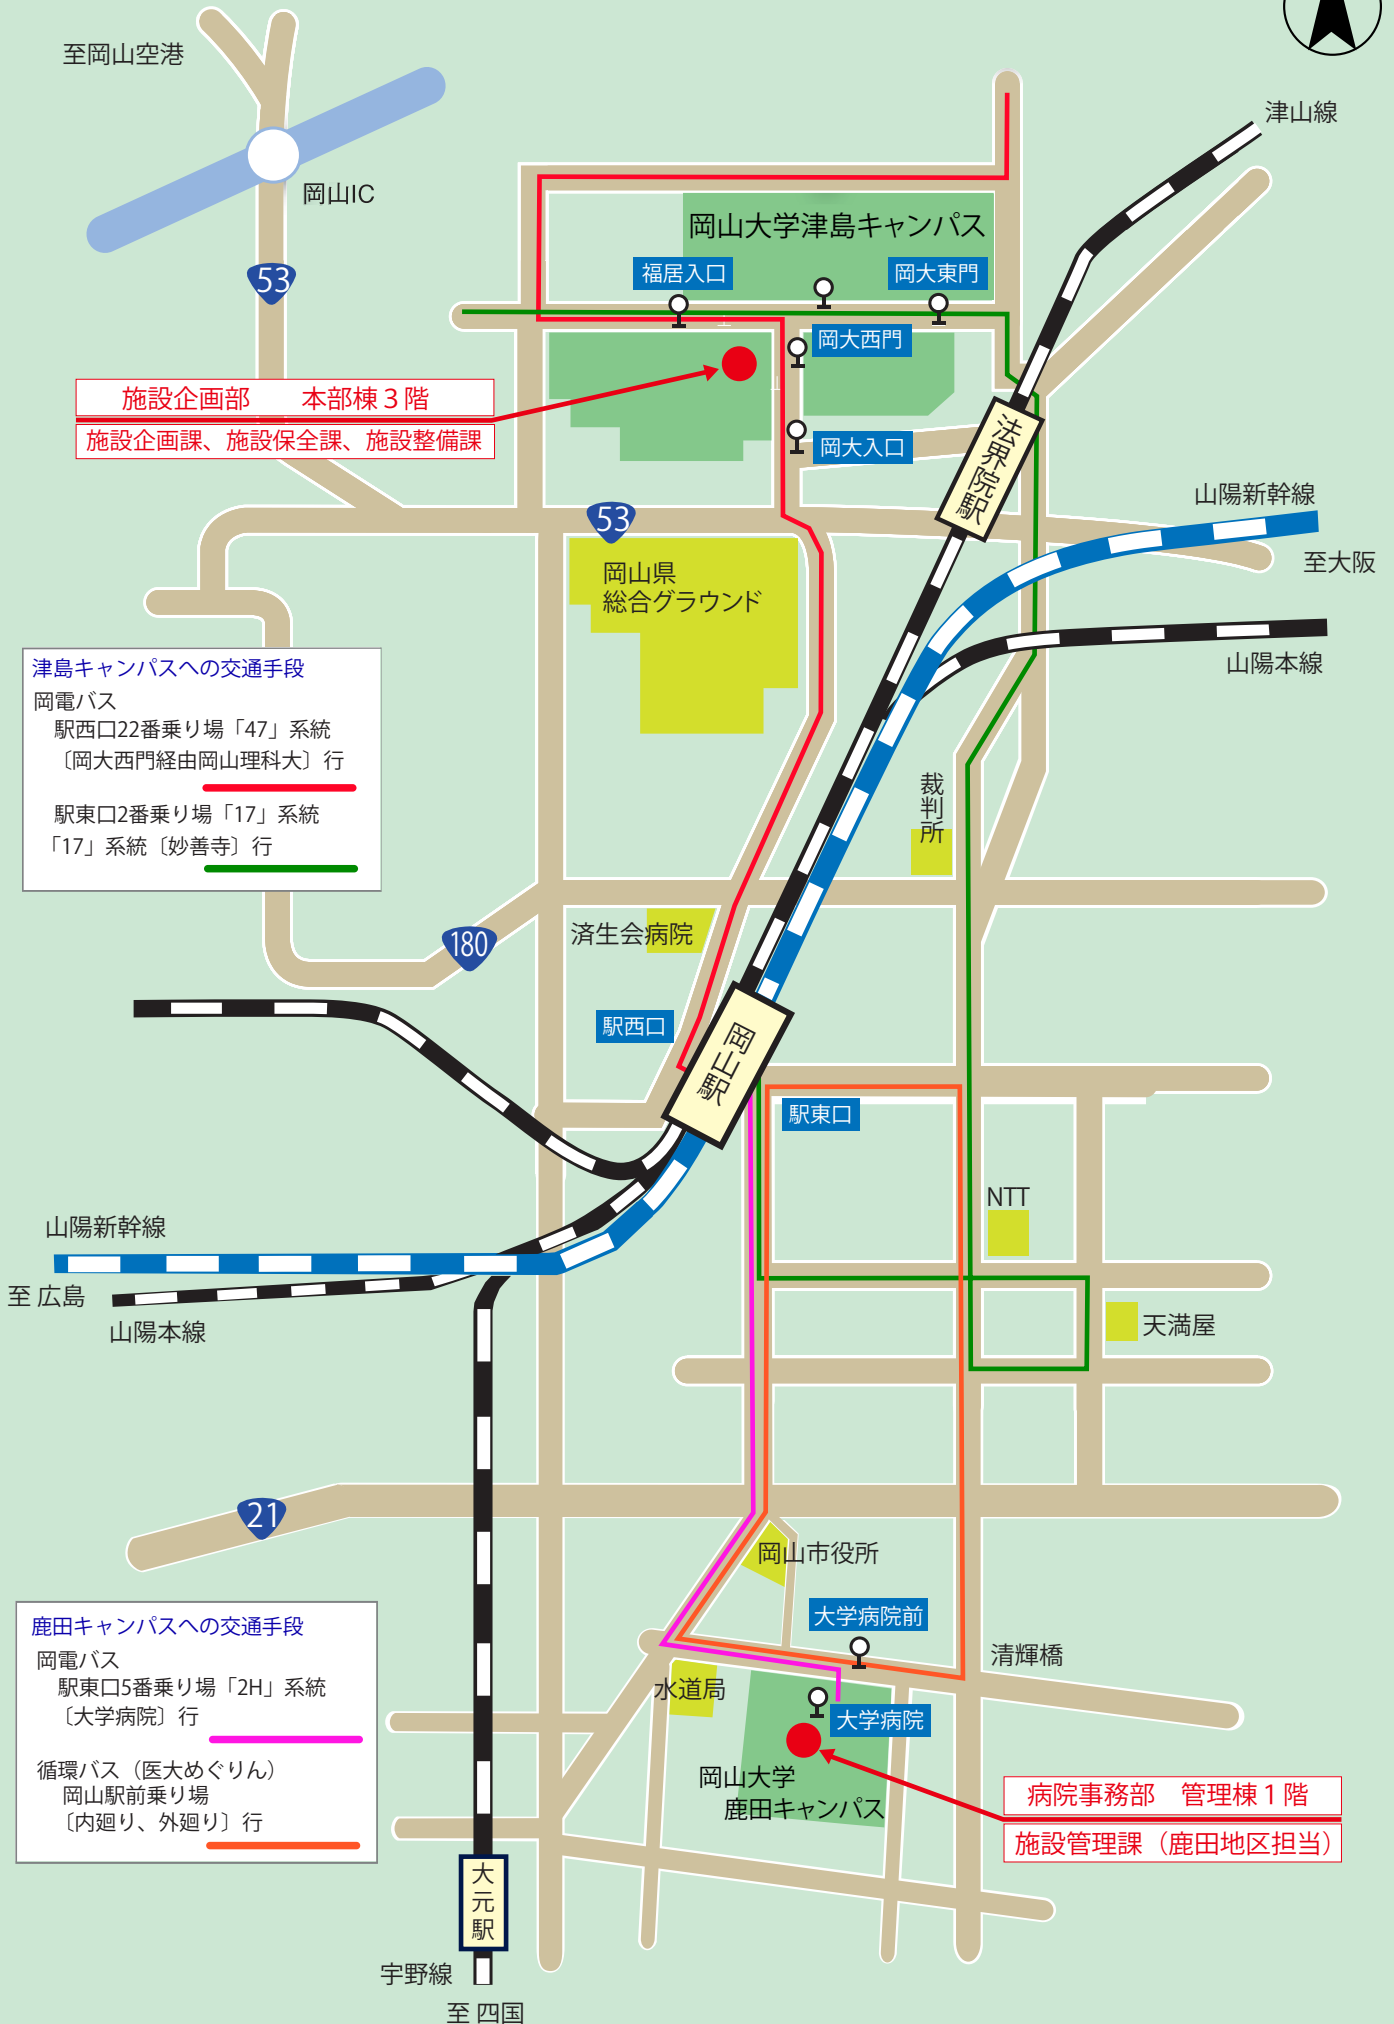 至岡山空港
津山線
岡山IC
53
岡山大学津島キャンパス
福居入口
岡大東門
岡大西門
施設企画部　　本部棟３階
施設企画課、施設保全課、施設整備課
岡大入口
法界院駅
山陽新幹線
53
至大阪
岡山県
総合グラウンド
山陽本線
津島キャンパスへの交通手段
岡電バス
駅西口22番乗り場「47」系統
〔岡大西門経由岡山理科大〕行
駅東口2番乗り場「17」系統
「17」系統〔妙善寺〕行
裁判所
済生会病院
180
駅西口
岡山駅
駅東口
NTT
山陽新幹線
至 広島
山陽本線
天満屋
21
岡山市役所
大学病院前
清輝橋
鹿田キャンパスへの交通手段
岡電バス
駅東口5番乗り場「2H」系統
〔大学病院〕行
循環バス（医大めぐりん）
岡山駅前乗り場
〔内廻り、外廻り〕行
水道局
大学病院
岡山大学
鹿田キャンパス
病院事務部　管理棟１階
施設管理課（鹿田地区担当）
大元駅
宇野線
至 四国